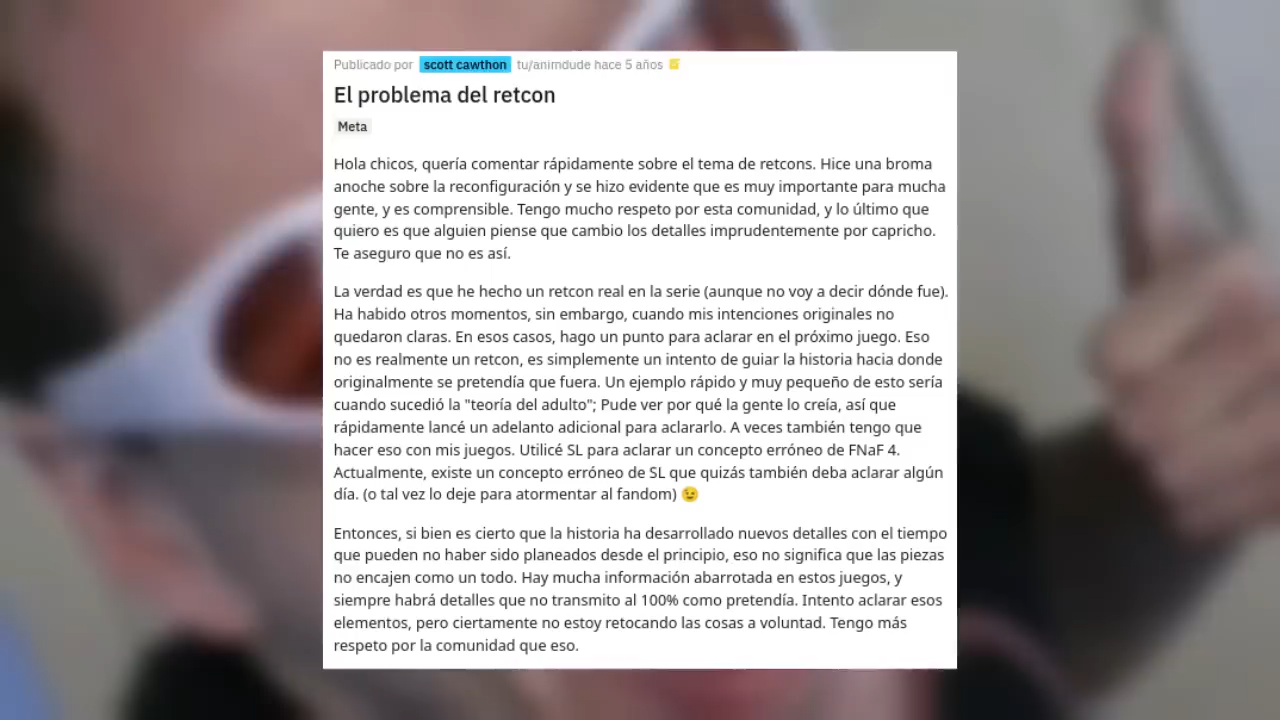 Publicado por scott cawthon tu/animdude hace 5 años
El problema del retcon
Meta
Hola chicos, quería comentar rápidamente sobre el tema de retcons. Hice una broma
anoche sobre la reconfiguración y se hizo evidente que es muy importante para mucha
gente, y es comprensible. Tengo mucho respeto por esta comunidad, y lo último que
quiero es que alguien piense que cambio los detalles imprudentemente por capricho.
Te aseguro que no es así.
La verdad es que he hecho un retcon real en la serie (aunque no voy a decir dónde fue).
Ha habido otros momentos, sin embargo, cuando mis intenciones originales no
quedaron claras. En esos casos, hago un punto para aclarar en el próximo juego. Eso
no es realmente un retcon, es simplemente un intento de guiar la historia hacia donde
originalmente se pretendía que fuera. Un ejemplo rápido y muy pequeño de esto sería
cuando sucedió la "teoría del adulto"; Pude ver por qué la gente lo creía, así que
rápidamente lancé un adelanto adicional para aclararlo. A veces también tengo que
hacer eso con mis juegos. Utilicé SL para aclarar un concepto erróneo de FNaF 4.
Actualmente, existe un concepto erróneo de SL que quizás también deba aclarar algún
día. (o tal vez lo deje para atormentar al fandom) 😉
Entonces, si bien es cierto que la historia ha desarrollado nuevos detalles con el tiempo
que pueden no haber sido planeados desde el principio, eso no significa que las piezas
no encajen como un todo. Hay mucha información abarrotada en estos juegos, y
siempre habrá detalles que no transmito al 100% como pretendía. Intento aclarar esos
elementos, pero ciertamente no estoy retocando las cosas a voluntad. Tengo más
respeto por la comunidad que eso.